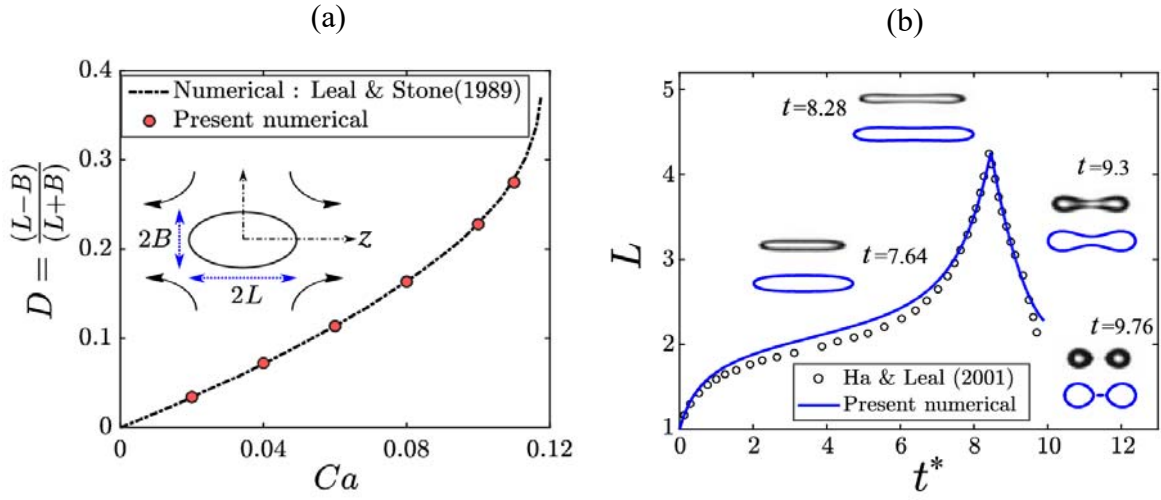 (a)
(b)
0.4
0.3
0.2
0.1
0
D = (L−B)/(L+B)
Numerical : Leal & Stone(1989)
Present numerical
2B
z
2L
0
0.04
0.08
0.12
Ca
5
4
3
2
1
L
t=8.28
t=9.3
t=7.64
t=9.76
Ha & Leal (2001)
Present numerical
0
2
4
6
8
10
12
t*